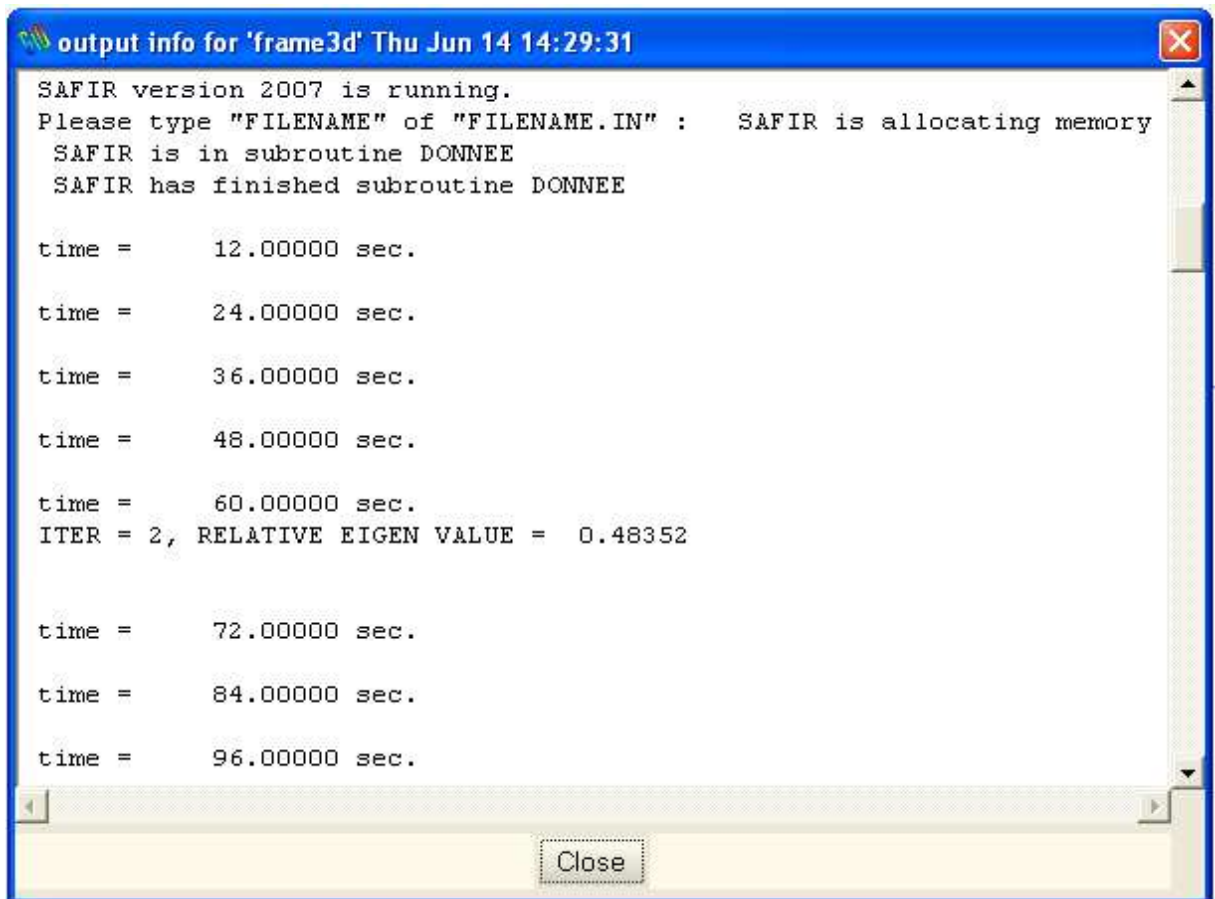 output info for 'frame3d' Thu Jun 14 14:29:31
SAFIR version 2007 is running.
Please type "FILENAME" of "FILENAME.IN" :   SAFIR is allocating memory
SAFIR is in subroutine DONNEE
SAFIR has finished subroutine DONNEE
time =     12.00000 sec.
time =     24.00000 sec.
time =     36.00000 sec.
time =     48.00000 sec.
time =     60.00000 sec.
ITER = 2, RELATIVE EIGEN VALUE =  0.48352
time =     72.00000 sec.
time =     84.00000 sec.
time =     96.00000 sec.
Close